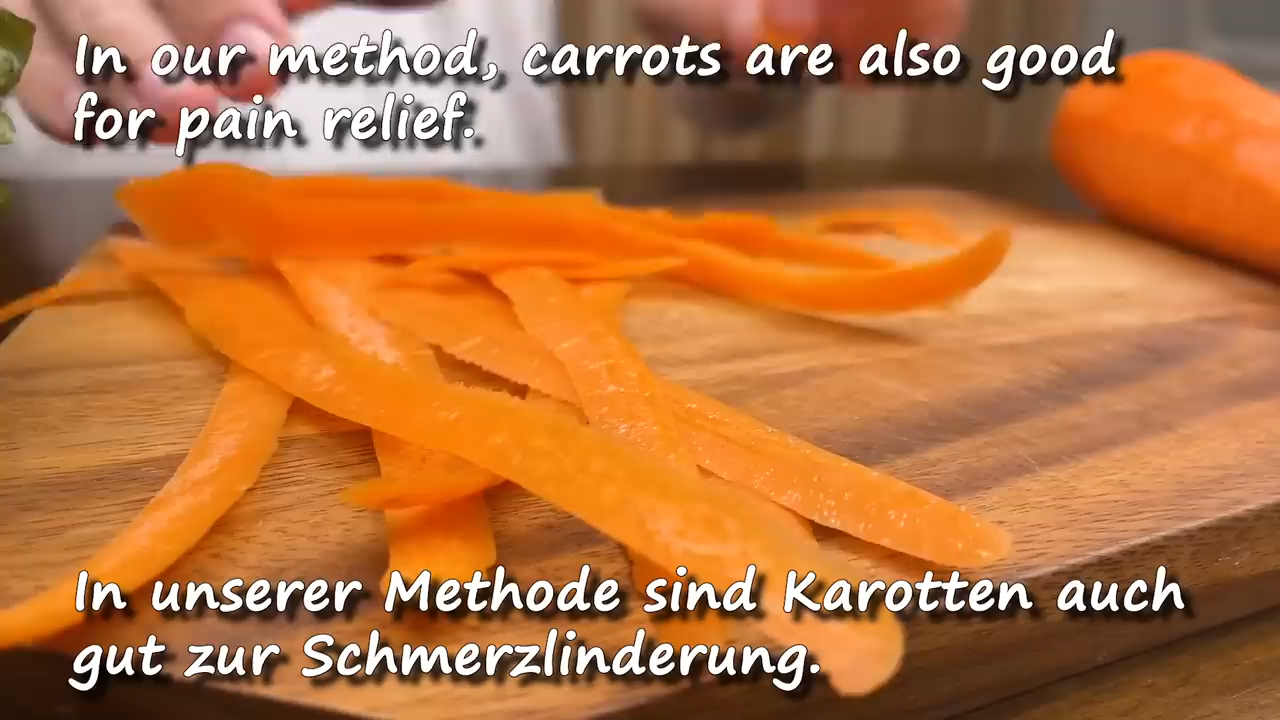 In our method, carrots are also good
for pain relief.
In unserer Methode sind Karotten auch
gut zur Schmerzlinderung.